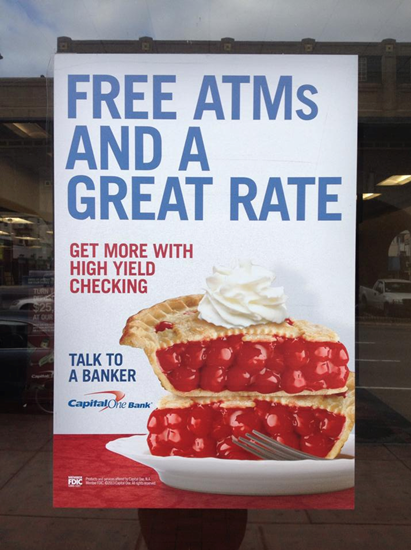 FREE ATMs
AND A
GREAT RATE
GET MORE WITH
HIGH YIELD
CHECKING
TALK TO
A BANKER
Capital One Bank
FDIC